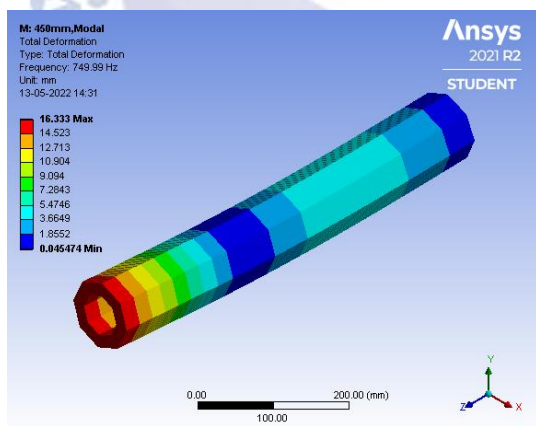 M: 450mm,Modal
Total Deformation
Type: Total Deformation
Frequency: 749.99 Hz
Unit: mm
13-05-2022 14:31
Ansys
2021 R2
STUDENT
16.333 Max
14.523
12.713
10.904
9.094
7.2843
5.4746
3.6649
1.8552
0.045474 Min
0.00
200.00 (mm)
100.00
Y
Z
X